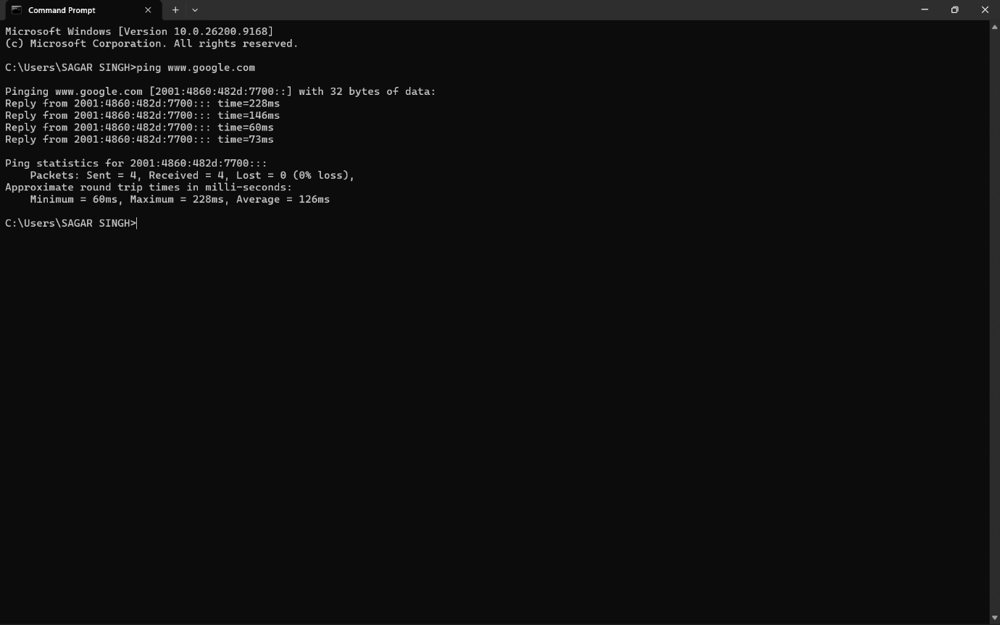 Command Prompt
Microsoft Windows [Version 10.0.26200.9168]
(c) Microsoft Corporation. All rights reserved.
C:\Users\SAGAR SINGH>ping www.google.com
Pinging www.google.com [2001:4860:482d:7700::] with 32 bytes of data:
Reply from 2001:4860:482d:7700::: time=228ms
Reply from 2001:4860:482d:7700::: time=146ms
Reply from 2001:4860:482d:7700::: time=60ms
Reply from 2001:4860:482d:7700::: time=73ms
Ping statistics for 2001:4860:482d:7700:::
    Packets: Sent = 4, Received = 4, Lost = 0 (0% loss),
Approximate round trip times in milli-seconds:
    Minimum = 60ms, Maximum = 228ms, Average = 126ms
C:\Users\SAGAR SINGH>